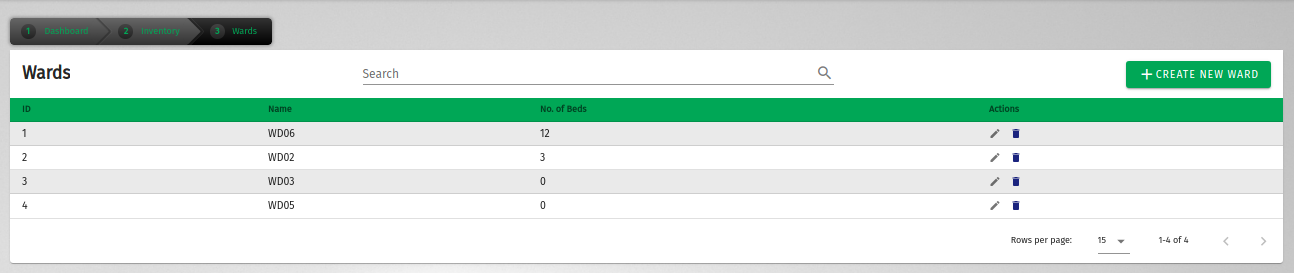 1 Dashboard 2 Inventory 3 Wards
Wards Search CREATE NEW WARD
ID Name No. of Beds Actions
1 WD06 12
2 WD02 3
3 WD03 0
4 WD05 0
Rows per page: 15 1-4 of 4